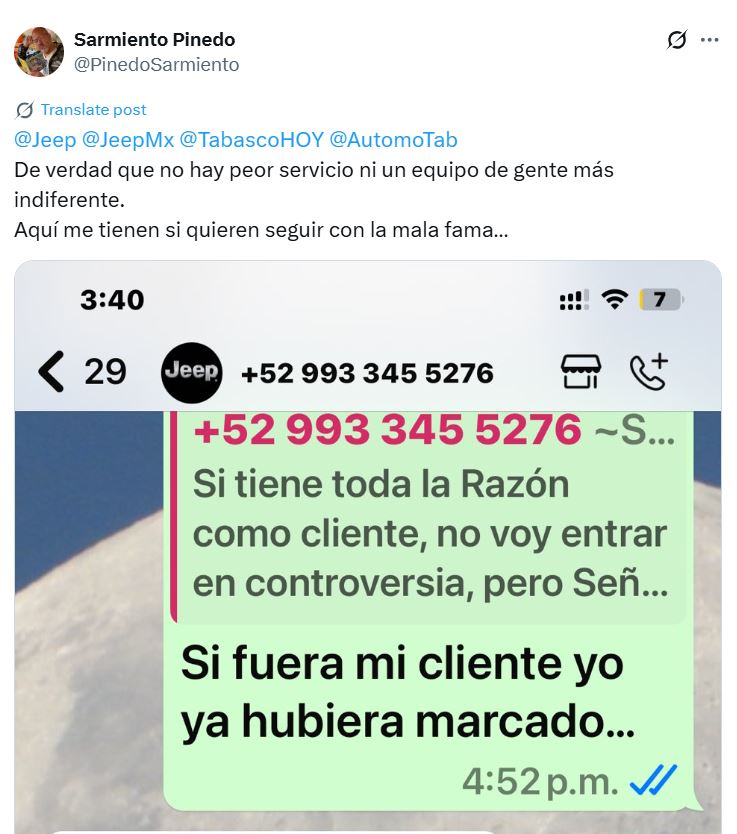 Sarmiento Pinedo
@PinedoSarmiento
Translate post
@Jeep @JeepMx @TabascoHOY @AutomoTab
De verdad que no hay peor servicio ni un equipo de gente más
indiferente.
Aquí me tienen si quieren seguir con la mala fama...
3:40
7
29
Jeep
+52 993 345 5276
+52 993 345 5276 ~S...
Si tiene toda la Razón
como cliente, no voy entrar
en controversia, pero Señ...
Si fuera mi cliente yo
ya hubiera marcado...
4:52 p.m.